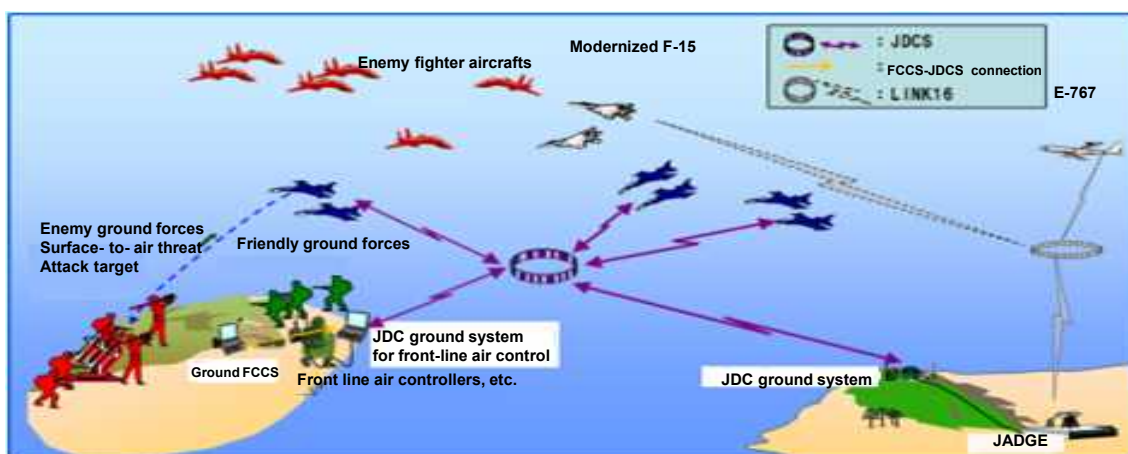 Modernized F-15
: JDCS
Enemy fighter aircrafts
: FCCS-JDCS connection
: LINK16
E-767
Enemy ground forces
Surface- to- air threat
Attack target
Friendly ground forces
JDC ground system
for front-line air control
Ground FCCS
Front line air controllers, etc.
JDC ground system
JADGE